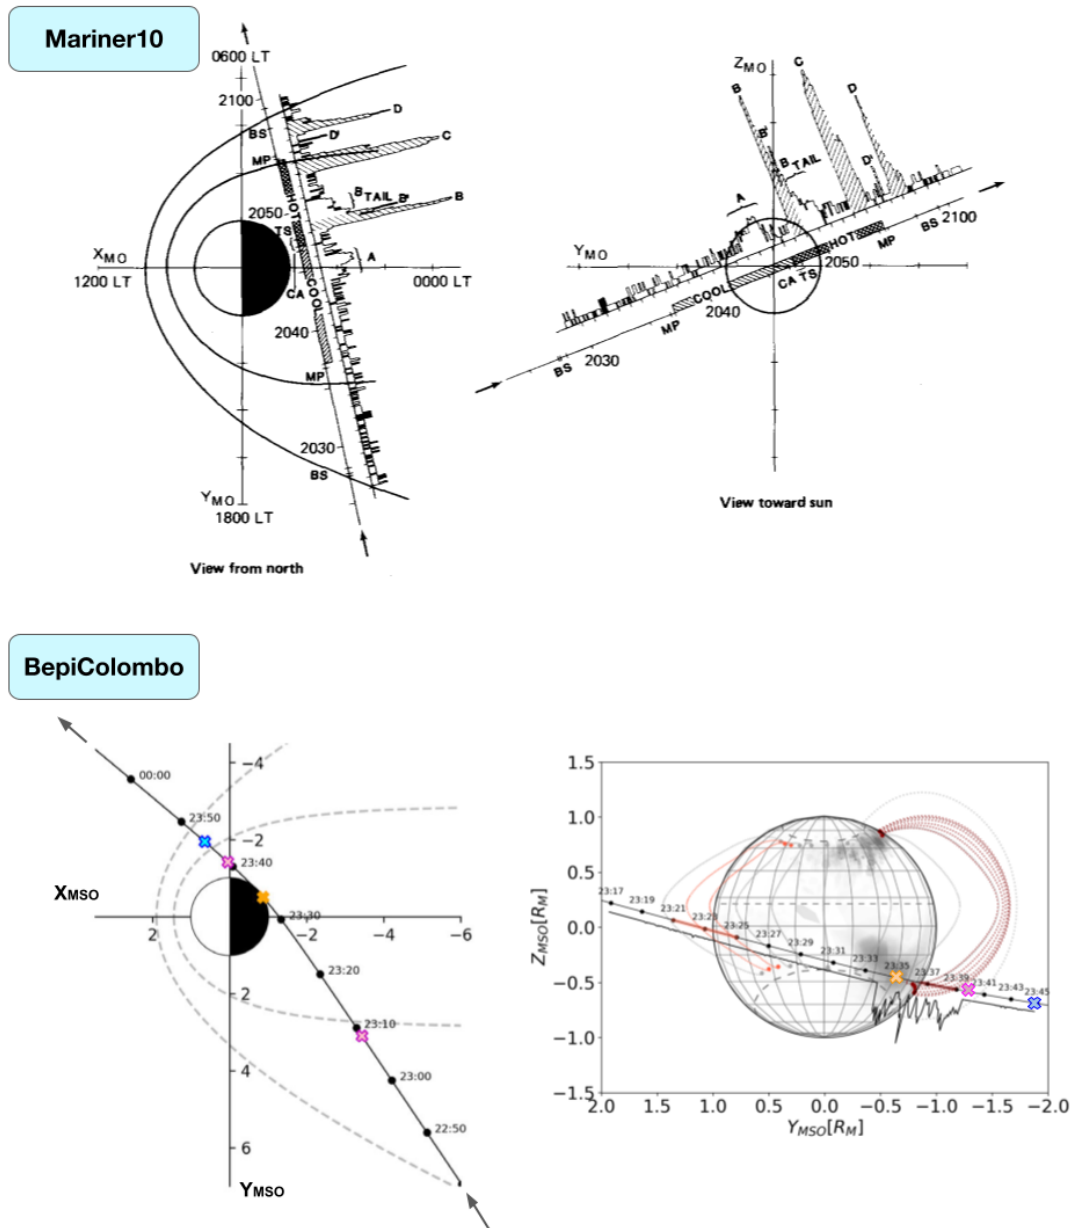 Mariner10
0600 LT
2100
D
BS
D'
C
MP
HOT
B
TAIL
B'
B
2050
TS
A
XMO
1200 LT
0000 LT
CA
COOL
2040
MP
2030
BS
YMO
1800 LT
View from north
ZMO
C
B
D
B'
B
TAIL
D'
A
2100
BS
MP
YMO
HOT
2050
CA TS
COOL
2040
MP
2030
BS
View toward sun
BepiColombo
−4
00:00
23:50
−2
23:40
XMSO
23:30
2
−2
−4
−6
23:20
2
23:10
4
23:00
22:50
6
YMSO
1.5
1.0
0.5
0.0
−0.5
−1.0
−1.5
ZMSO[RM]
23:17
23:19
23:21
23:23
23:25
23:27
23:29
23:31
23:33
23:35
23:37
23:39
23:41
23:43
23:45
2.0
1.5
1.0
0.5
0.0
−0.5
−1.0
−1.5
−2.0
YMSO[RM]